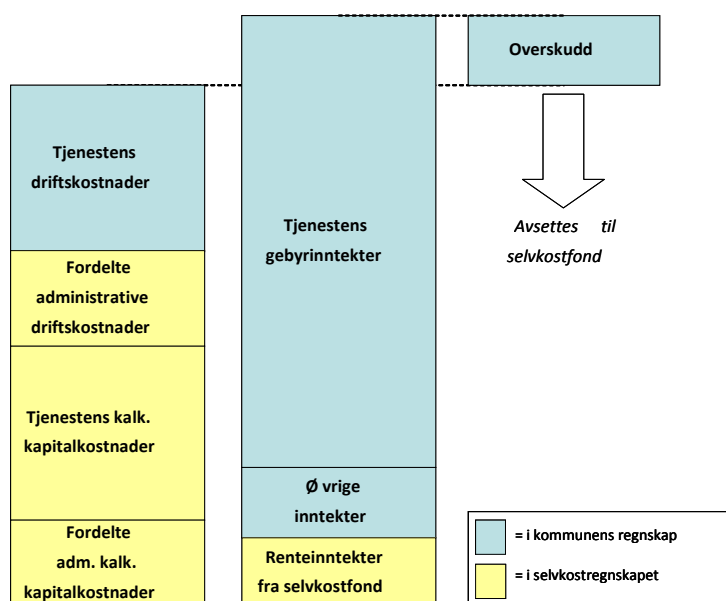 Overskudd
Tjenestens
driftskostnader
Tjenestens
gebyrinntekter
Avsettes til
selvkostfond
Fordelte
administrative
driftskostnader
Tjenestens kalk.
kapitalkostnader
Ø vrige
inntekter
Fordelte
adm. kalk.
kapitalkostnader
Renteinntekter
fra selvkostfond
= i kommunens regnskap
= i selvkostregnskapet